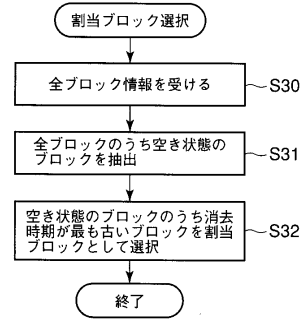 割当ブロック選択
全ブロック情報を受ける
S30
全ブロックのうち空き状態の
ブロックを抽出
S31
空き状態のブロックのうち消去
時期が最も古いブロックを割当
ブロックとして選択
S32
終了